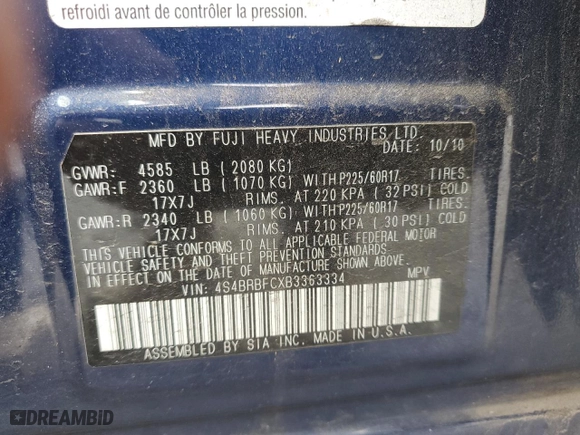 refroidi avant de contrôler la pression.
MFD BY FUJI HEAVY INDUSTRIES LTD.
DATE: 10/10
GVWR: 4585 LB ( 2080 KG)
GAWR:F 2360 LB ( 1070 KG) WITH P225/60R17 TIRES.
17X7J RIMS. AT 220 KPA ( 32 PSI) COLD
GAWR:R 2340 LB ( 1060 KG) WITH P225/60R17 TIRES.
17X7J RIMS. AT 210 KPA ( 30 PSI) COLD
THIS VEHICLE CONFORMS TO ALL APPLICABLE FEDERAL MOTOR
VEHICLE SAFETY AND THEFT PREVENTION STANDARDS
IN EFFECT ON THE DATE OF MANUFACTURE SHOWN ABOVE.
VIN: 4S4BRBFCXB3363334 MPV
ASSEMBLED BY SIA INC. MADE IN U.S.A.
DREAMBID